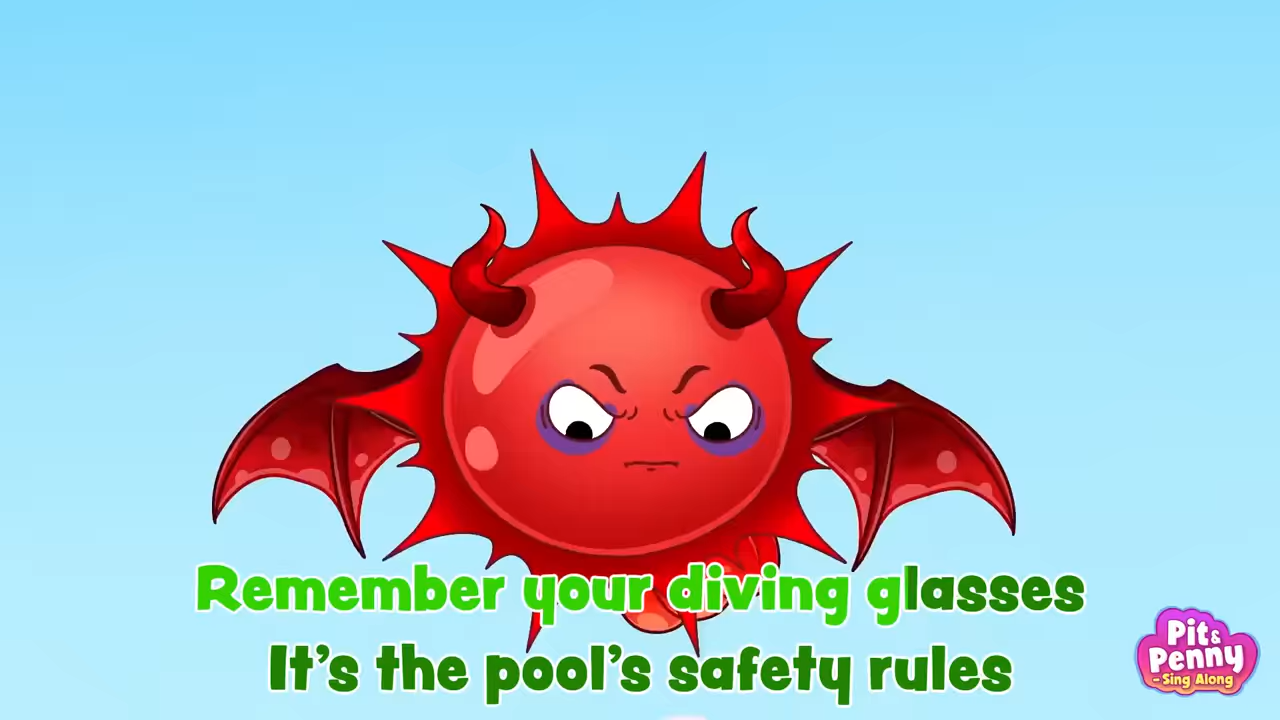 Remember your diving glasses
It's the pool's safety rules
Pit &
Penny
- Sing Along